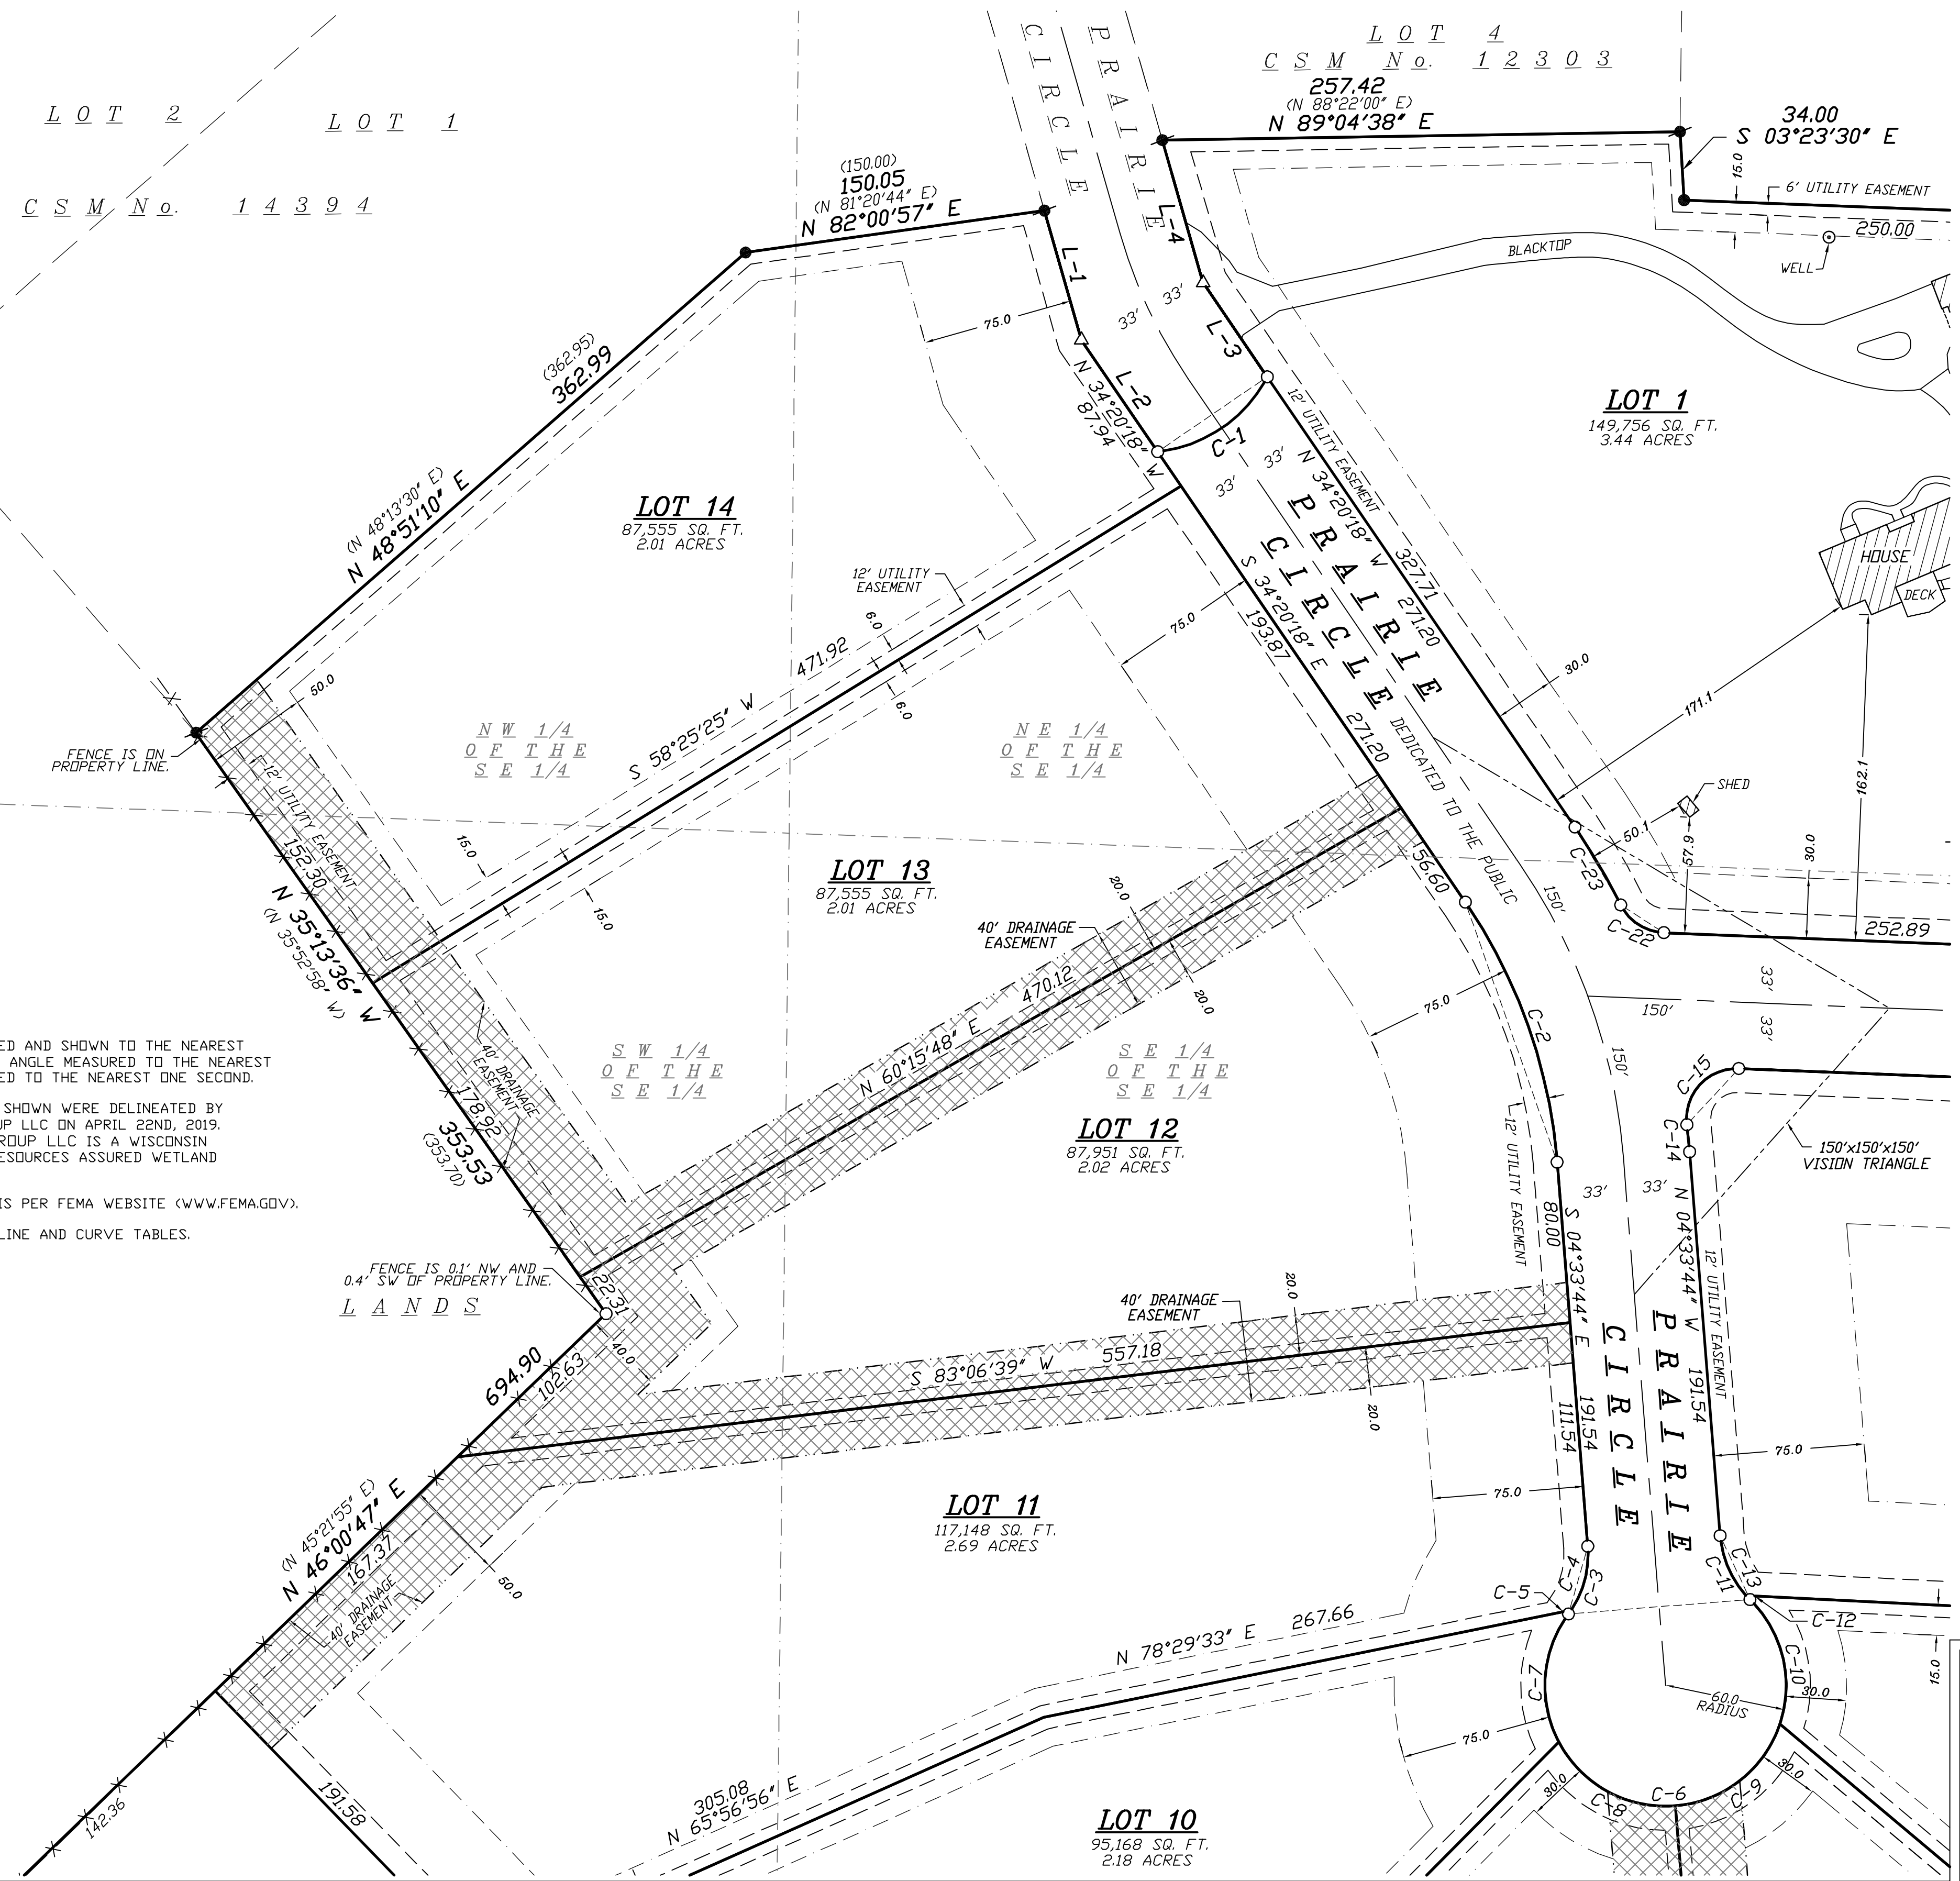 LOT 2
LOT 1
CSM No. 14394
CIRCLE
PRAIRIE
LOT 4
CSM No. 12303
257.42
(N 88°22'00" E)
N 89°04'38" E
34.00
S 03°23'30" E
15.0
6' UTILITY EASEMENT
250.00
WELL
BLACKTOP
(150.00)
150.05
(N 81°20'44" E)
N 82°00'57" E
L-1
L-4
33'
33'
75.0
L-3
L-2
N 34°20'18" W
87.94
C-1
12' UTILITY EASEMENT
33'
33'
(362.95)
362.99
(N 48°13'30" E)
N 48°51'10" E
LOT 1
149,756 SQ. FT.
3.44 ACRES
LOT 14
87,555 SQ. FT.
2.01 ACRES
HOUSE
DECK
N 34°20'18" W
327.71
271.20
PRAIRIE
CIRCLE
S 34°20'18" E
193.87
271.20
DEDICATED TO THE PUBLIC
12' UTILITY
EASEMENT
6.0
6.0
75.0
30.0
171.1
162.1
471.92
S 58°25'25" W
50.0
NW 1/4
OF THE
SE 1/4
NE 1/4
OF THE
SE 1/4
FENCE IS ON
PROPERTY LINE.
12' UTILITY EASEMENT
152.30
N 35°13'36" W
(N 35°52'58" W)
15.0
15.0
SHED
50.1
57.9
30.0
C-23
C-22
252.89
156.60
150'
LOT 13
87,555 SQ. FT.
2.01 ACRES
20.0
40' DRAINAGE
EASEMENT
20.0
470.12
N 60°15'48" E
75.0
C-2
150'
33'
33'
150'
ED AND SHOWN TO THE NEAREST
ANGLE MEASURED TO THE NEAREST
ED TO THE NEAREST ONE SECOND.
SHOWN WERE DELINEATED BY
UP LLC ON APRIL 22ND, 2019.
ROUP LLC IS A WISCONSIN
ESOURCES ASSURED WETLAND
IS PER FEMA WEBSITE (WWW.FEMA.GOV).
LINE AND CURVE TABLES.
40' DRAINAGE
EASEMENT
178.92
353.53
(353.70)
SW 1/4
OF THE
SE 1/4
SE 1/4
OF THE
SE 1/4
LOT 12
87,951 SQ. FT.
2.02 ACRES
C-15
C-14
150'x150'x150'
VISION TRIANGLE
12' UTILITY EASEMENT
80.00
S 04°33'44" E
33'
33'
N 04°33'44" W
12' UTILITY EASEMENT
191.54
FENCE IS 0.1' NW AND
0.4' SW OF PROPERTY LINE.
LANDS
22.31
40.0
694.90
102.63
40' DRAINAGE
EASEMENT
20.0
S 83°06'39" W
557.18
20.0
CIRCLE
PRAIRIE
191.54
111.54
75.0
75.0
(N 45°21'55" E)
N 46°00'47" E
167.37
40' DRAINAGE
EASEMENT
50.0
LOT 11
117,148 SQ. FT.
2.69 ACRES
C-4
C-3
C-5
C-13
C-11
C-12
N 78°29'33" E
267.66
C-7
C-10
60.0
RADIUS
30.0
15.0
75.0
30.0
30.0
C-6
C-8
C-9
191.58
142.36
305.08
N 65°56'56" E
LOT 10
95,168 SQ. FT.
2.18 ACRES